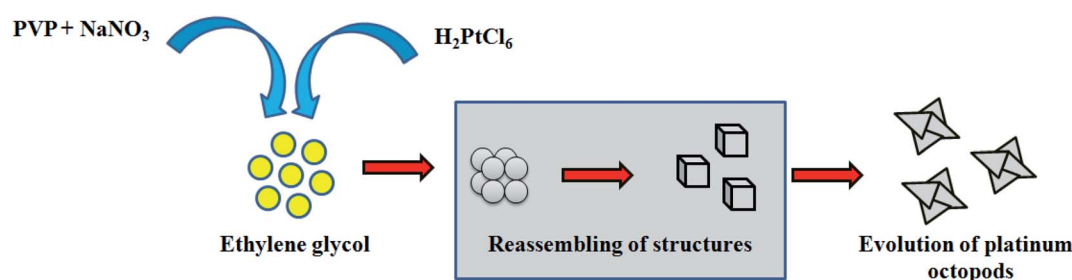 PVP + NaNO₃
H₂PtCl₆
Ethylene glycol
Reassembling of structures
Evolution of platinum
octopods